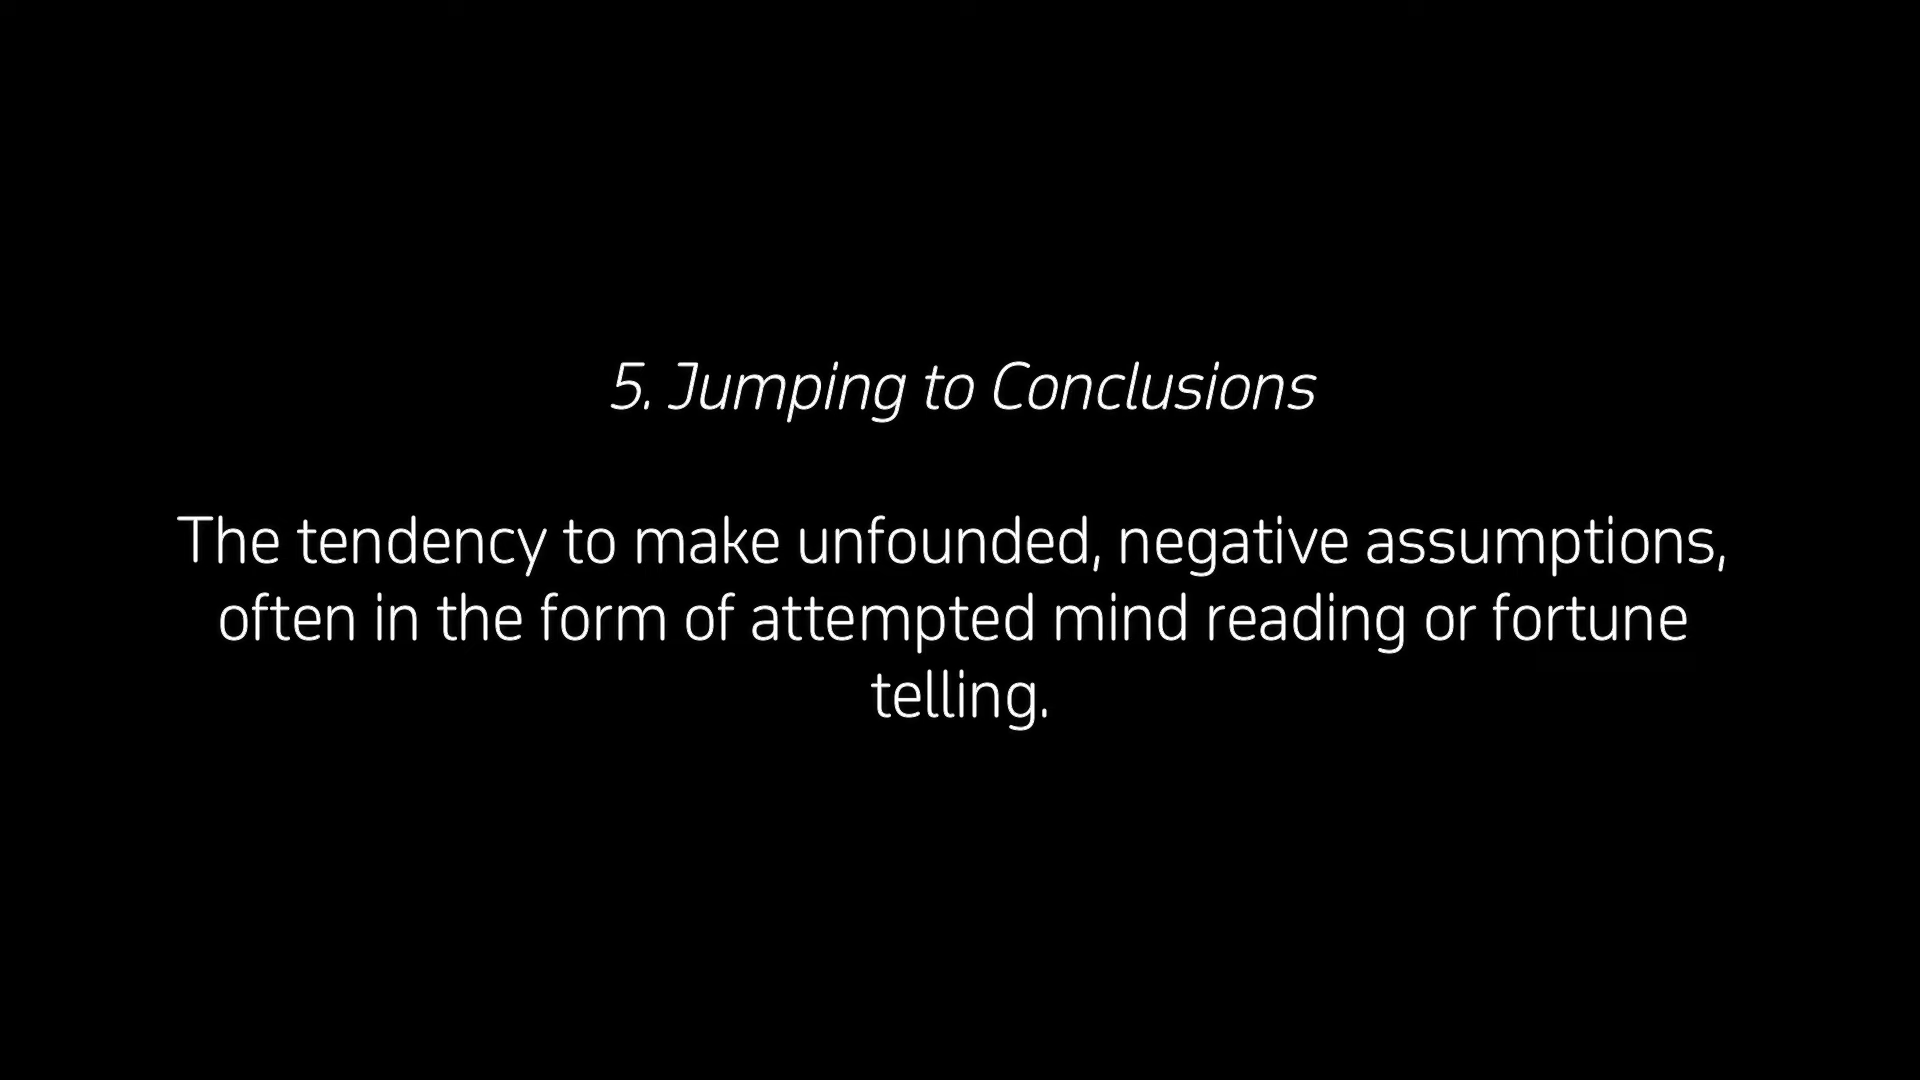 5. Jumping to Conclusions
The tendency to make unfounded, negative assumptions,
often in the form of attempted mind reading or fortune
telling.